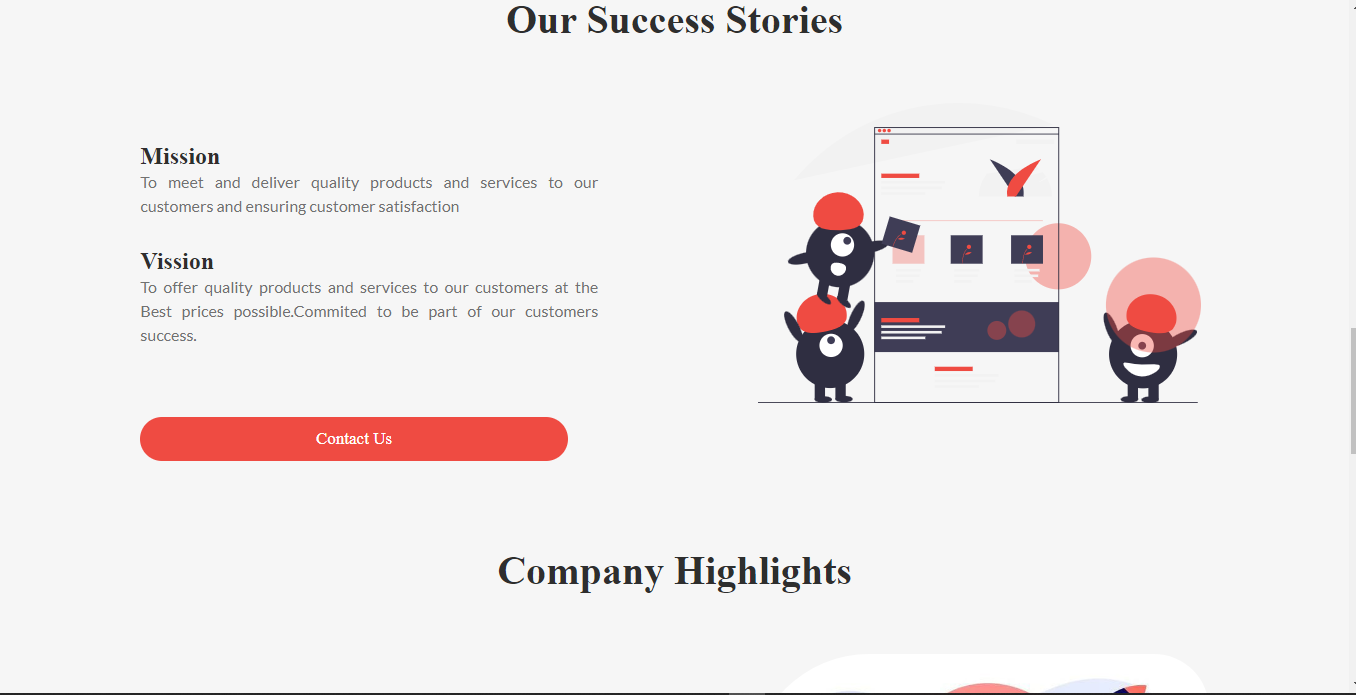 Our Success Stories
Mission
To meet and deliver quality products and services to our
customers and ensuring customer satisfaction
Vission
To offer quality products and services to our customers at the
Best prices possible.Commited to be part of our customers
success.
Contact Us
Company Highlights